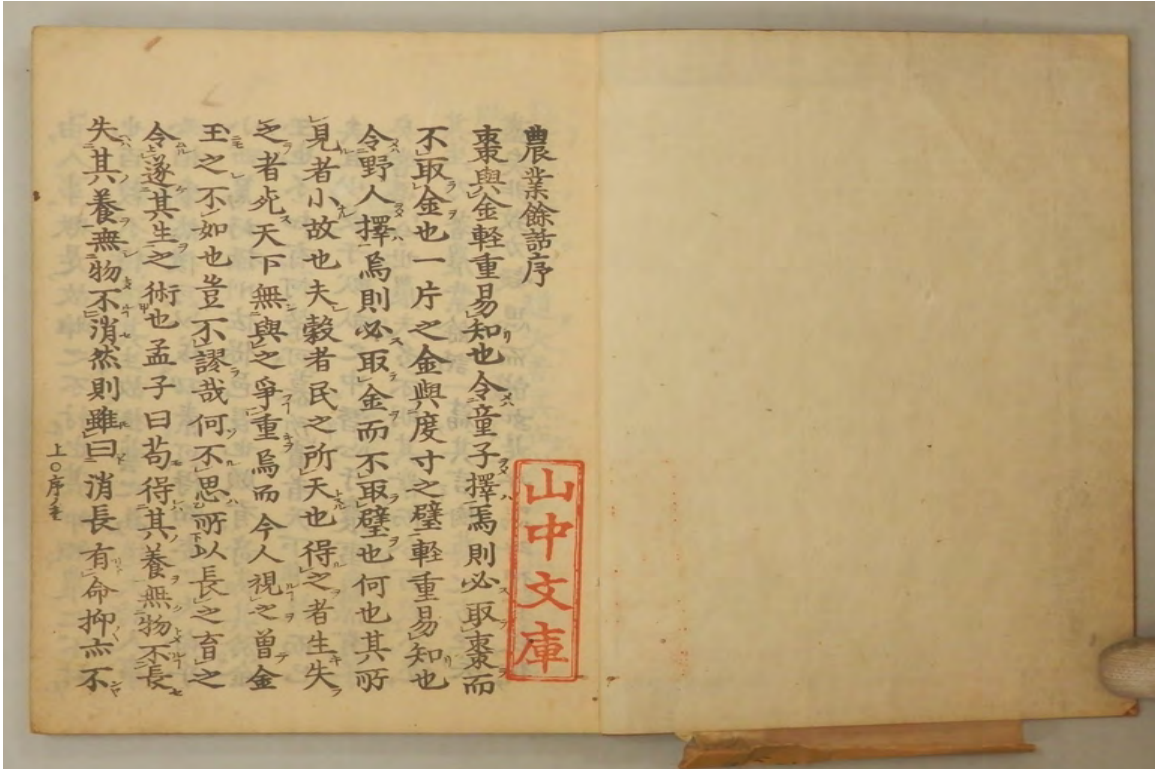 農業餘話序
棗與金軽重易知也令童子擇焉則必取棗而
不取金也一片之金與度寸之璧軽重易知也
令野人擇焉則必取金而不取璧也何也其所
見者小故也夫穀者民之所天也得之者生失
之者死天下無與之爭重焉而今人視之曽金
玉之不如也豈不謬哉何不思所以長之育之
令遂其生之術也孟子曰苟得其養無物不長
失其養無物不消然則雖曰消長有命抑亦不
上〇序ノ壱
山中文庫